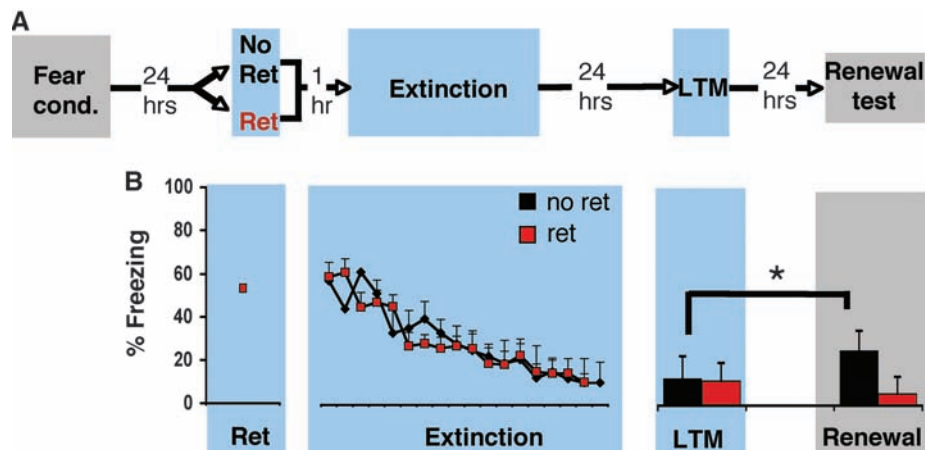 A
Fear
cond.
24
hrs
No
Ret
Ret
1
hr
Extinction
24
hrs
LTM
24
hrs
Renewal
test
B
% Freezing
100
80
60
40
20
0
no ret
ret
*
Ret
Extinction
LTM
Renewal